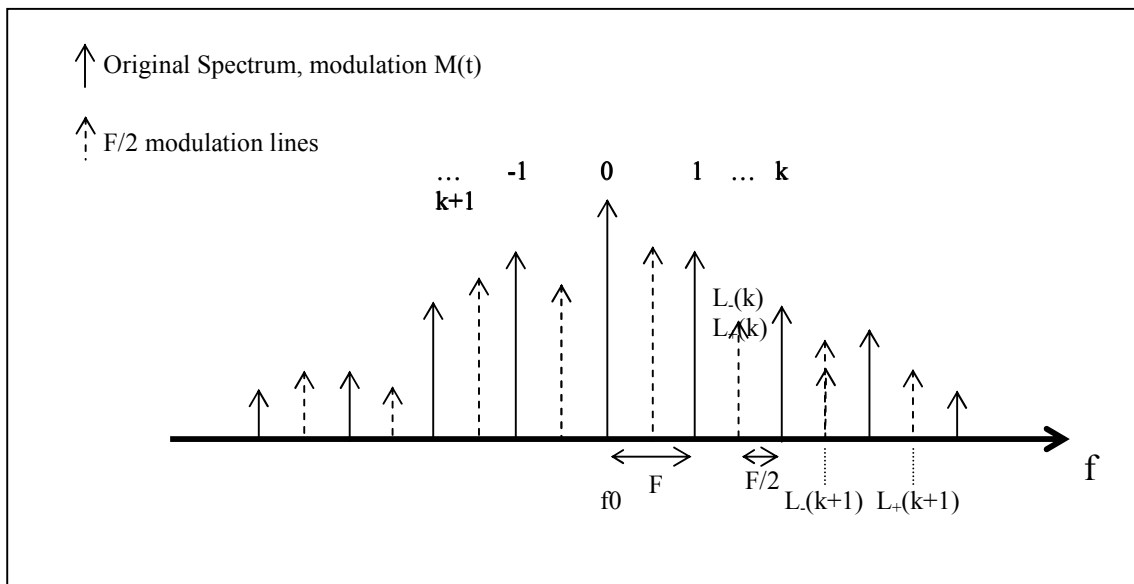 Original Spectrum, modulation M(t)
F/2 modulation lines
… -1 0 1 … k
k+1
L-(k)
L+(k)
F F/2 f
f0 L-(k+1) L+(k+1)